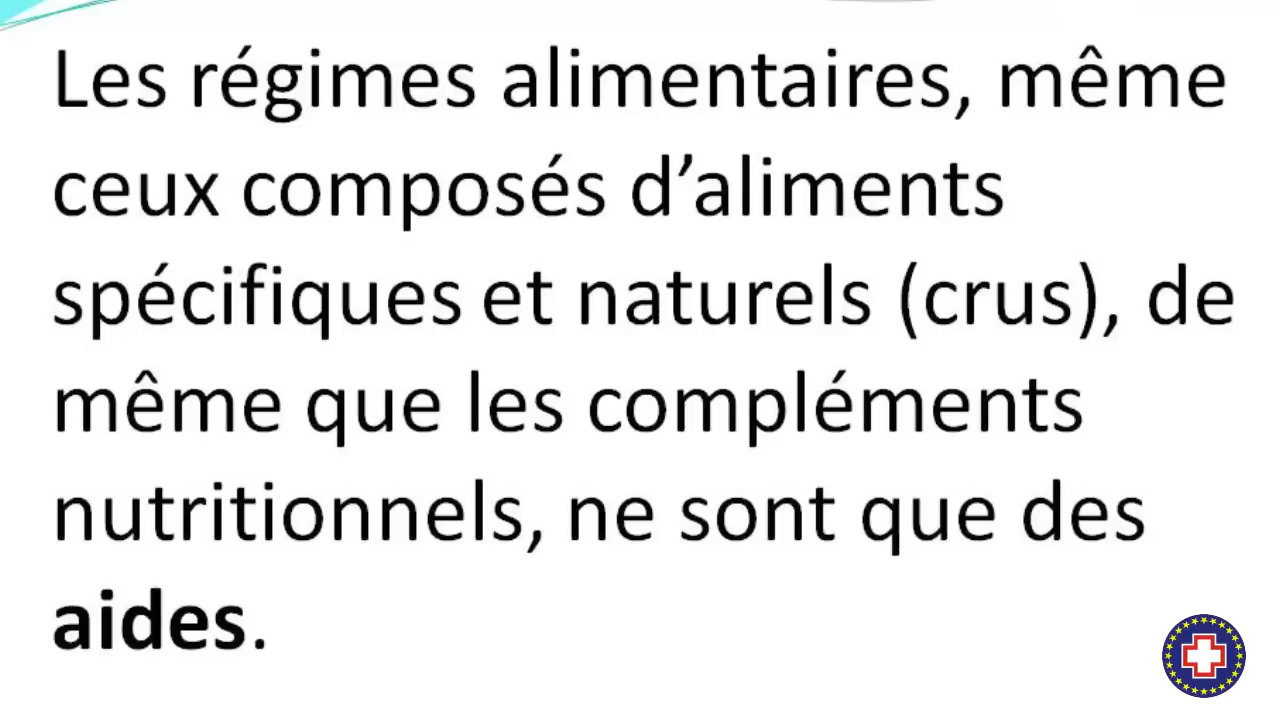 Les régimes alimentaires, même
ceux composés d’aliments
spécifiques et naturels (crus), de
même que les compléments
nutritionnels, ne sont que des
aides.